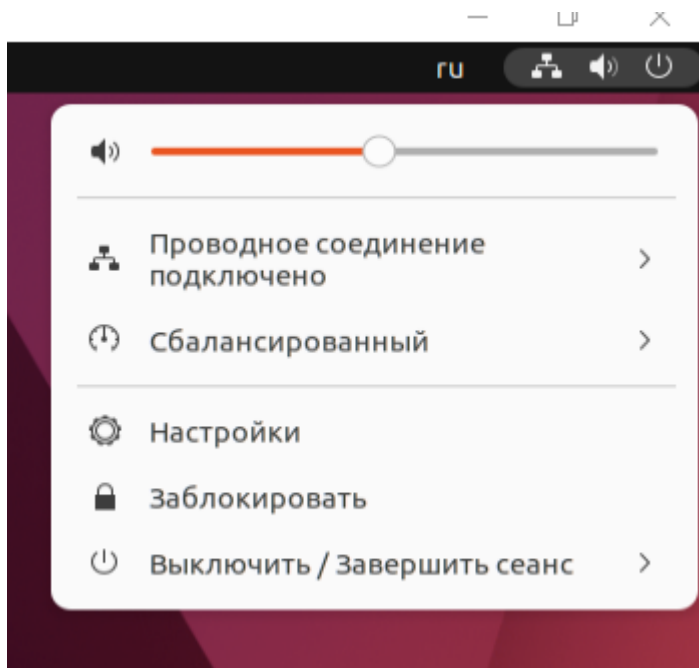 ru
Проводное соединение
подключено
Сбалансированный
Настройки
Заблокировать
Выключить / Завершить сеанс